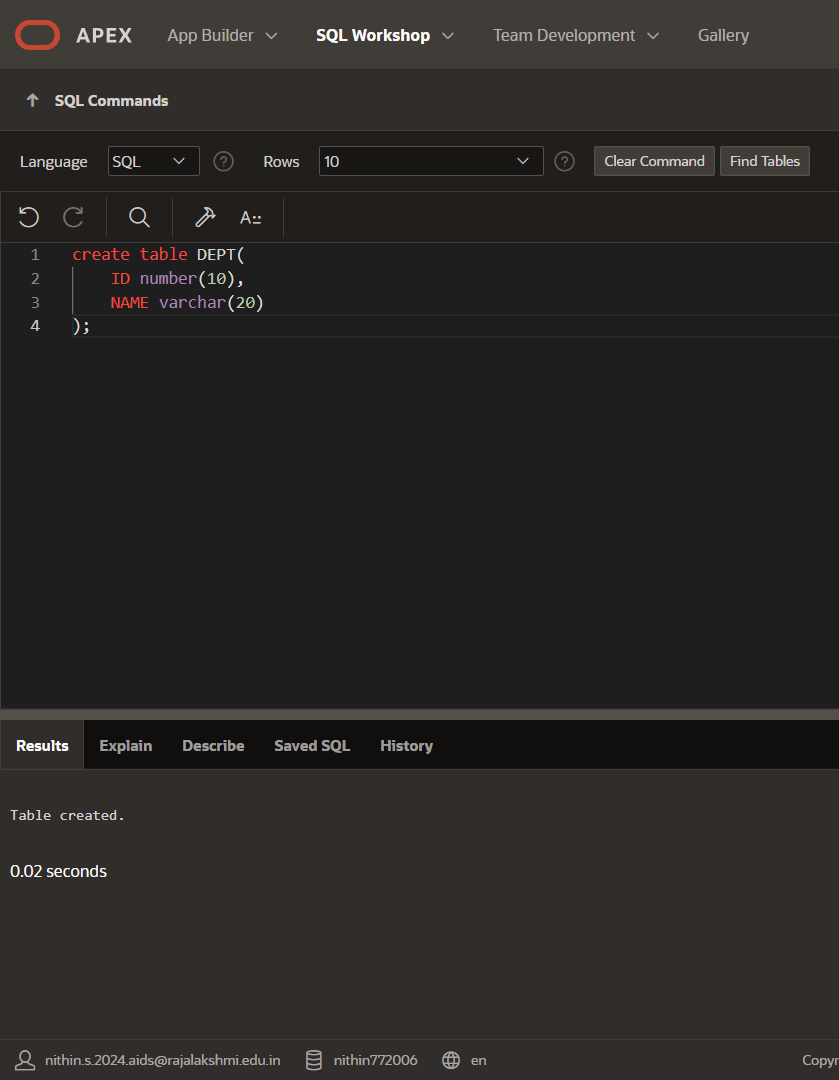 APEX App Builder SQL Workshop Team Development Gallery
SQL Commands
Language SQL ? Rows 10 ? Clear Command Find Tables
A::
1 create table DEPT(
2     ID number(10),
3     NAME varchar(20)
4 );
Results Explain Describe Saved SQL History
Table created.
0.02 seconds
nithin.s.2024.aids@rajalakshmi.edu.in nithin772006 en Copyr